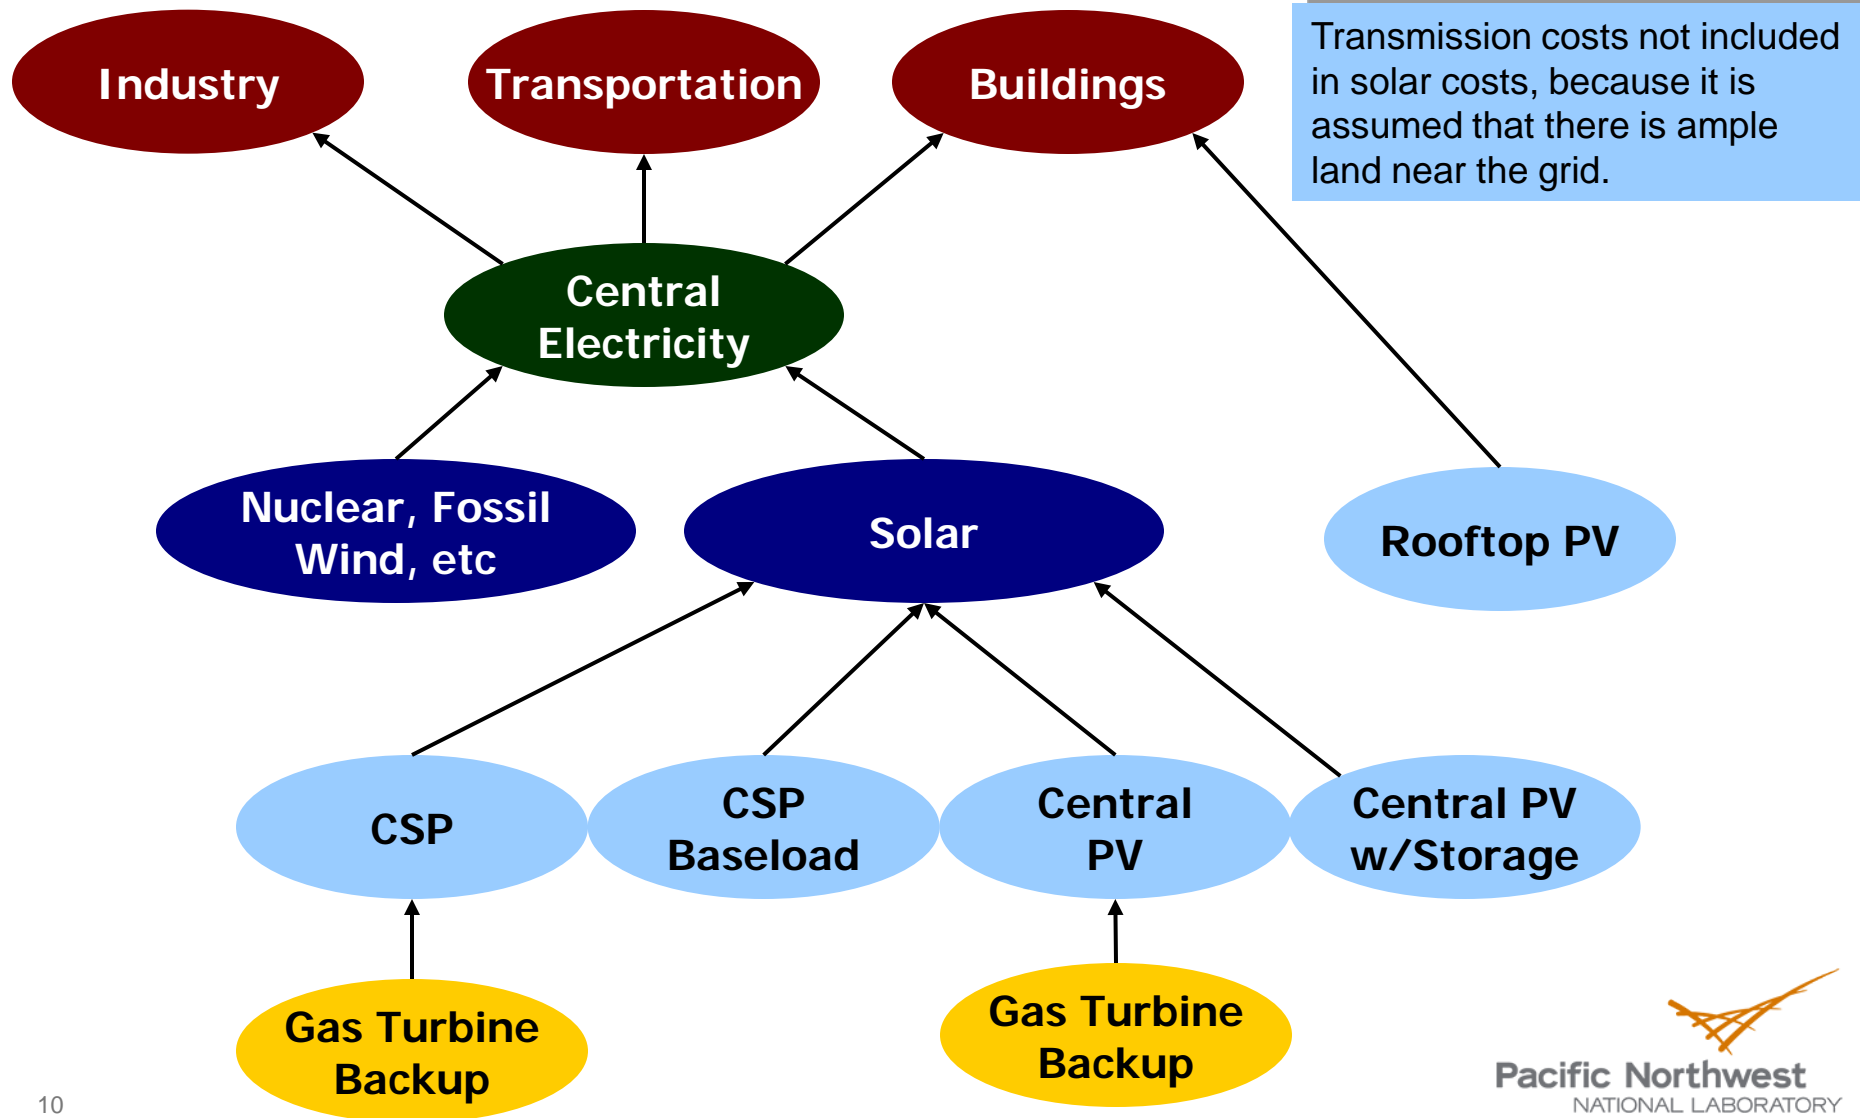 Industry
Transportation
Buildings
Transmission costs not included
in solar costs, because it is
assumed that there is ample
land near the grid.
Central
Electricity
Nuclear, Fossil
Wind, etc
Solar
Rooftop PV
CSP
CSP
Baseload
Central
PV
Central PV
w/Storage
Gas Turbine
Backup
Gas Turbine
Backup
Pacific Northwest
NATIONAL LABORATORY
10